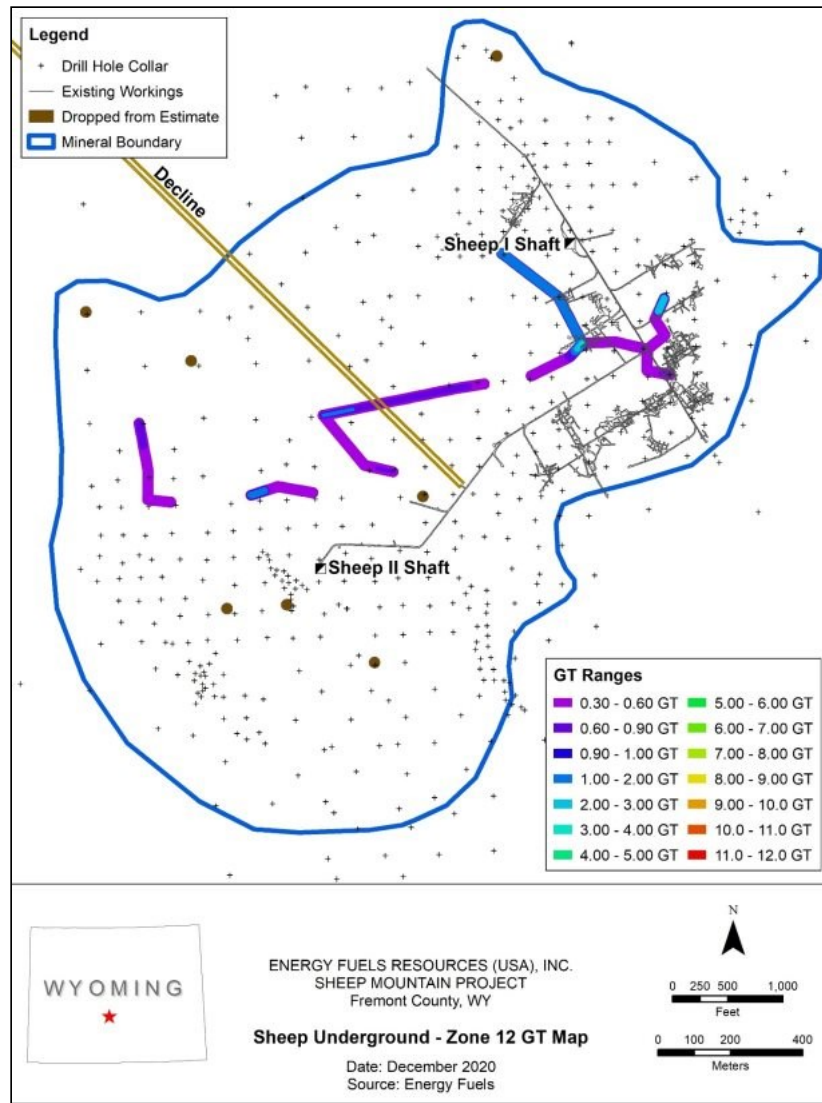 Legend
Drill Hole Collar
Existing Workings
Dropped from Estimate
Mineral Boundary
Decline
Sheep I Shaft
Sheep II Shaft
GT Ranges
0.30 - 0.60 GT
0.60 - 0.90 GT
0.90 - 1.00 GT
1.00 - 2.00 GT
2.00 - 3.00 GT
3.00 - 4.00 GT
4.00 - 5.00 GT
5.00 - 6.00 GT
6.00 - 7.00 GT
7.00 - 8.00 GT
8.00 - 9.00 GT
9.00 - 10.0 GT
10.0 - 11.0 GT
11.0 - 12.0 GT
WYOMING
ENERGY FUELS RESOURCES (USA), INC.
SHEEP MOUNTAIN PROJECT
Fremont County, WY
Sheep Underground - Zone 12 GT Map
Date: December 2020
Source: Energy Fuels
N
0 250 500 1,000
Feet
0 100 200 400
Meters